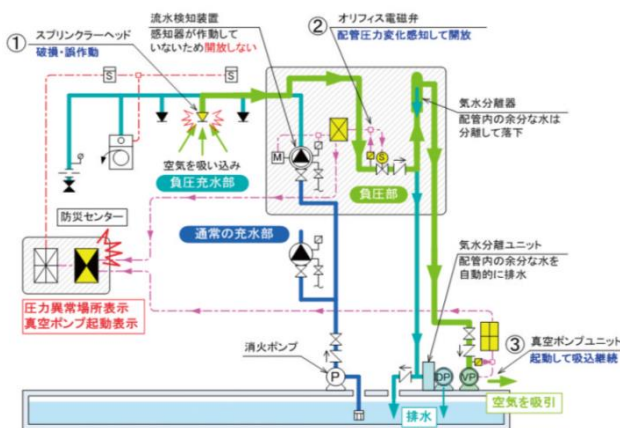 ① スプリンクラーヘッド
破損・誤作動
流水検知装置
感知器が作動して
いないため開放しない
② オリフィス電磁弁
配管圧力変化感知して開放
S
S
気水分離器
配管内の余分な水は
分離して落下
空気を吸い込み
負圧充水部
M
S
負圧部
防災センター
通常の充水部
気水分離ユニット
配管内の余分な水を
自動的に排水
圧力異常場所表示
真空ポンプ起動表示
消火ポンプ
P
DP
VP
③ 真空ポンプユニット
起動して吸込継続
空気を吸引
排水